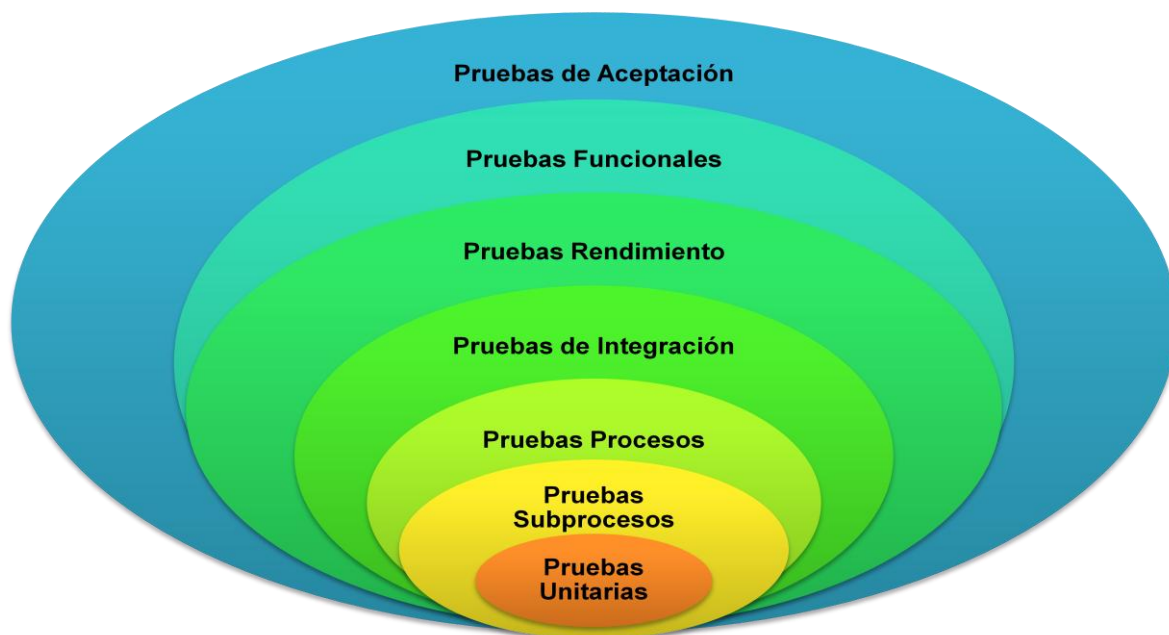 Pruebas de Aceptación
Pruebas Funcionales
Pruebas Rendimiento
Pruebas de Integración
Pruebas Procesos
Pruebas
Subprocesos
Pruebas
Unitarias